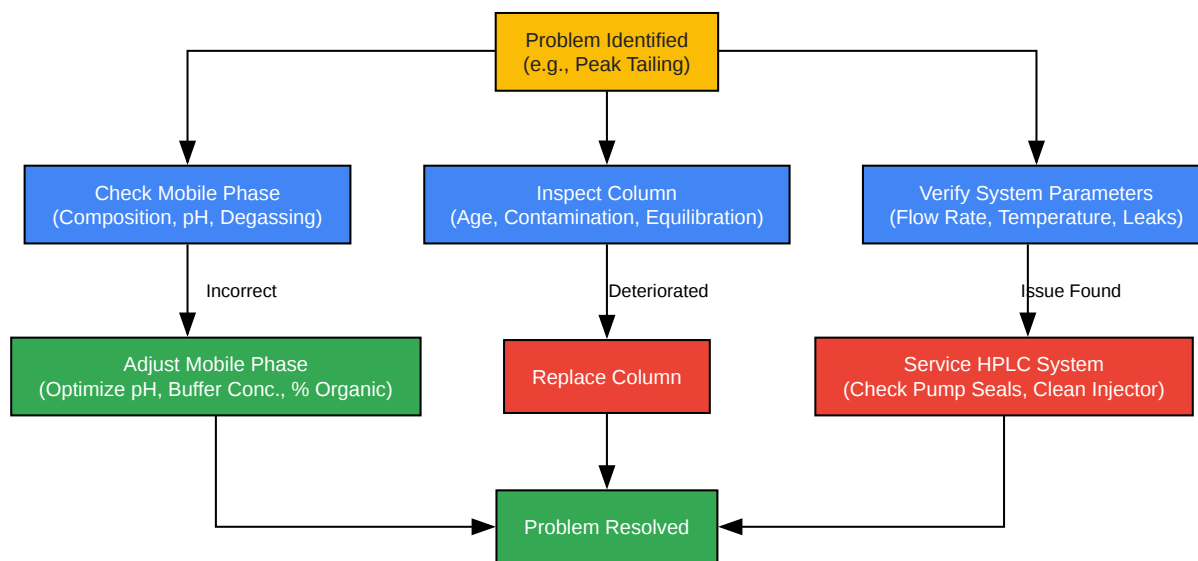 Problem Identified
(e.g., Peak Tailing)
Check Mobile Phase
(Composition, pH, Degassing)
Inspect Column
(Age, Contamination, Equilibration)
Verify System Parameters
(Flow Rate, Temperature, Leaks)
Incorrect
Deteriorated
Issue Found
Adjust Mobile Phase
(Optimize pH, Buffer Conc., % Organic)
Replace Column
Service HPLC System
(Check Pump Seals, Clean Injector)
Problem Resolved